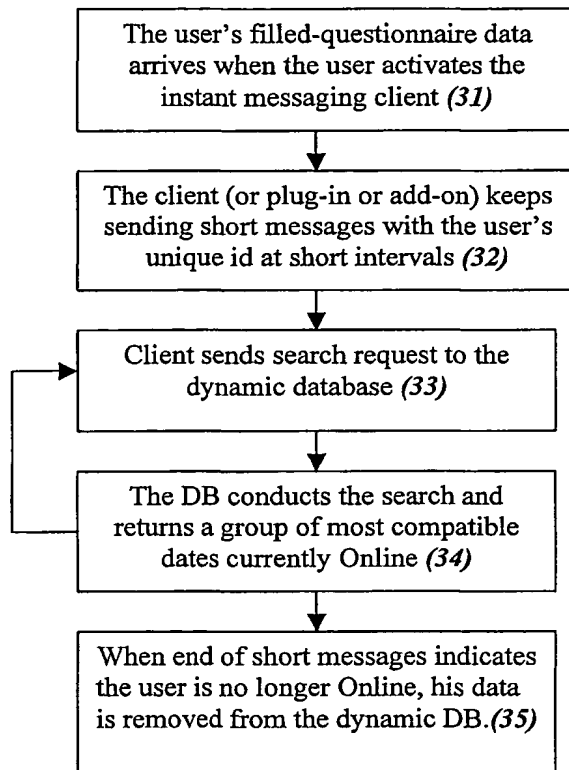 The user's filled-questionnaire data
arrives when the user activates the
instant messaging client (31)
The client (or plug-in or add-on) keeps
sending short messages with the user's
unique id at short intervals (32)
Client sends search request to the
dynamic database (33)
The DB conducts the search and
returns a group of most compatible
dates currently Online (34)
When end of short messages indicates
the user is no longer Online, his data
is removed from the dynamic DB.(35)